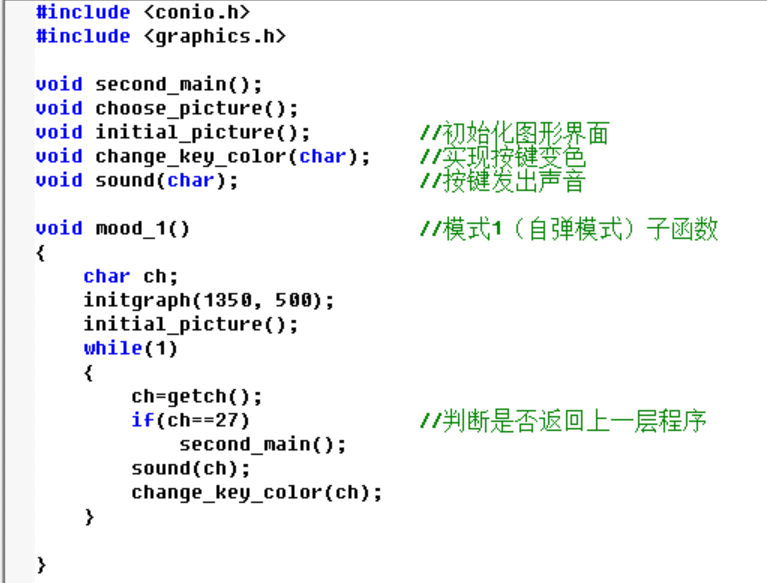 #include <conio.h>
#include <graphics.h>
void second_main();
void choose_picture();
void initial_picture();          //初始化图形界面
void change_key_color(char);     //实现按键变色
void sound(char);                //按键发出声音
void mood_1()                    //模式1（自弹模式）子函数
{
    char ch;
    initgraph(1350, 500);
    initial_picture();
    while(1)
    {
        ch=getch();
        if(ch==27)               //判断是否返回上一层程序
            second_main();
        sound(ch);
        change_key_color(ch);
    }
}